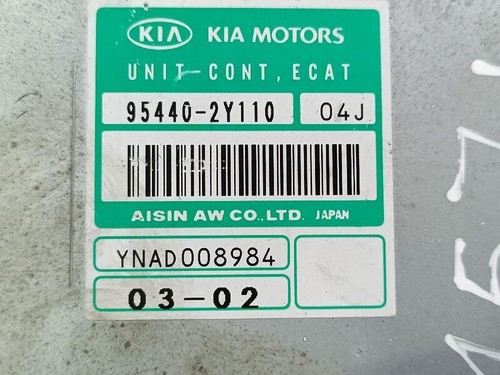 KIA KIA MOTORS
UNIT-CONT, ECAT
95440-2Y110 04J
AISIN AW CO.,LTD. JAPAN
YNAD008984
03-02